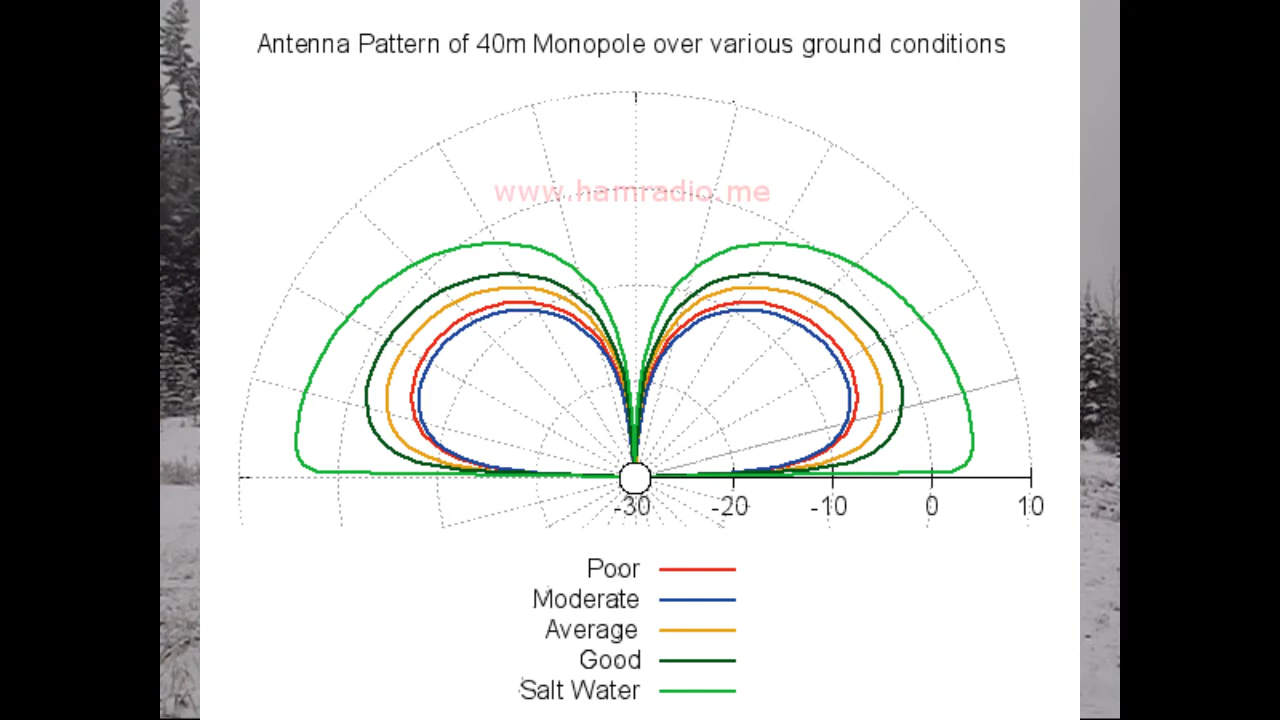 Antenna Pattern of 40m Monopole over various ground conditions
www.hamradio.me
-30 -20 -10 0 10
Poor
Moderate
Average
Good
Salt Water